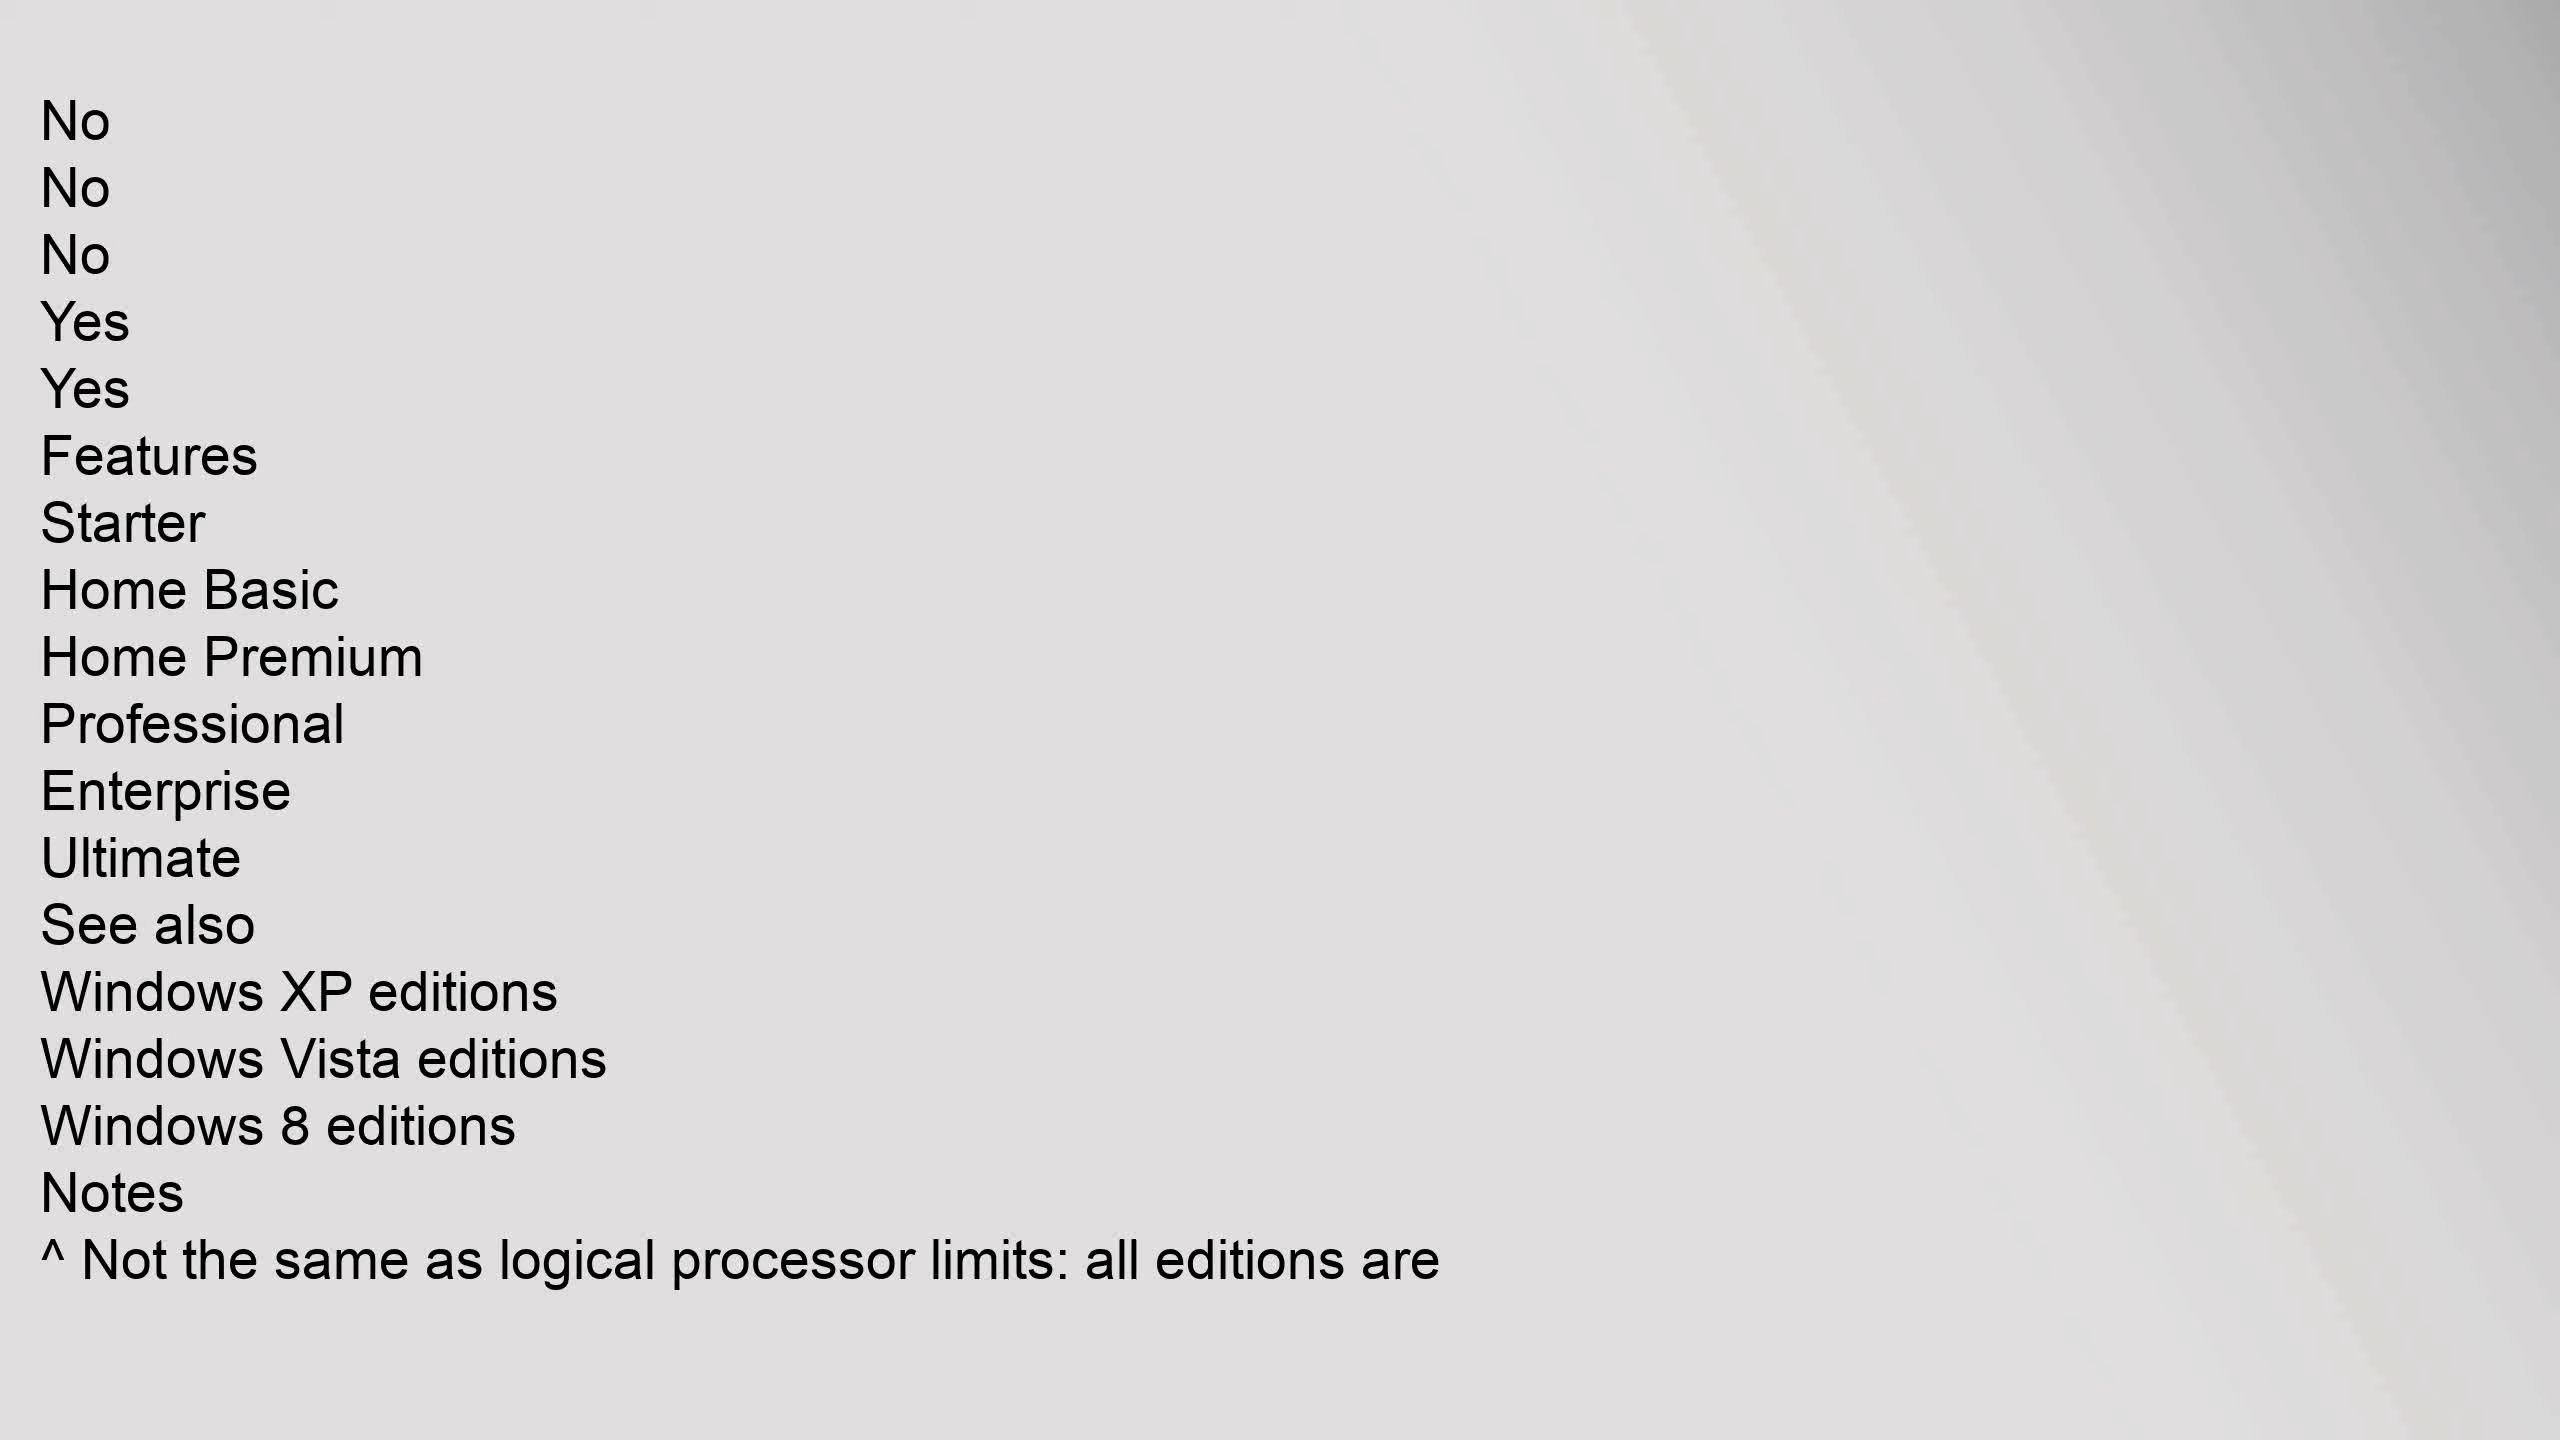 No
No
No
Yes
Yes
Features
Starter
Home Basic
Home Premium
Professional
Enterprise
Ultimate
See also
Windows XP editions
Windows Vista editions
Windows 8 editions
Notes
^ Not the same as logical processor limits: all editions are